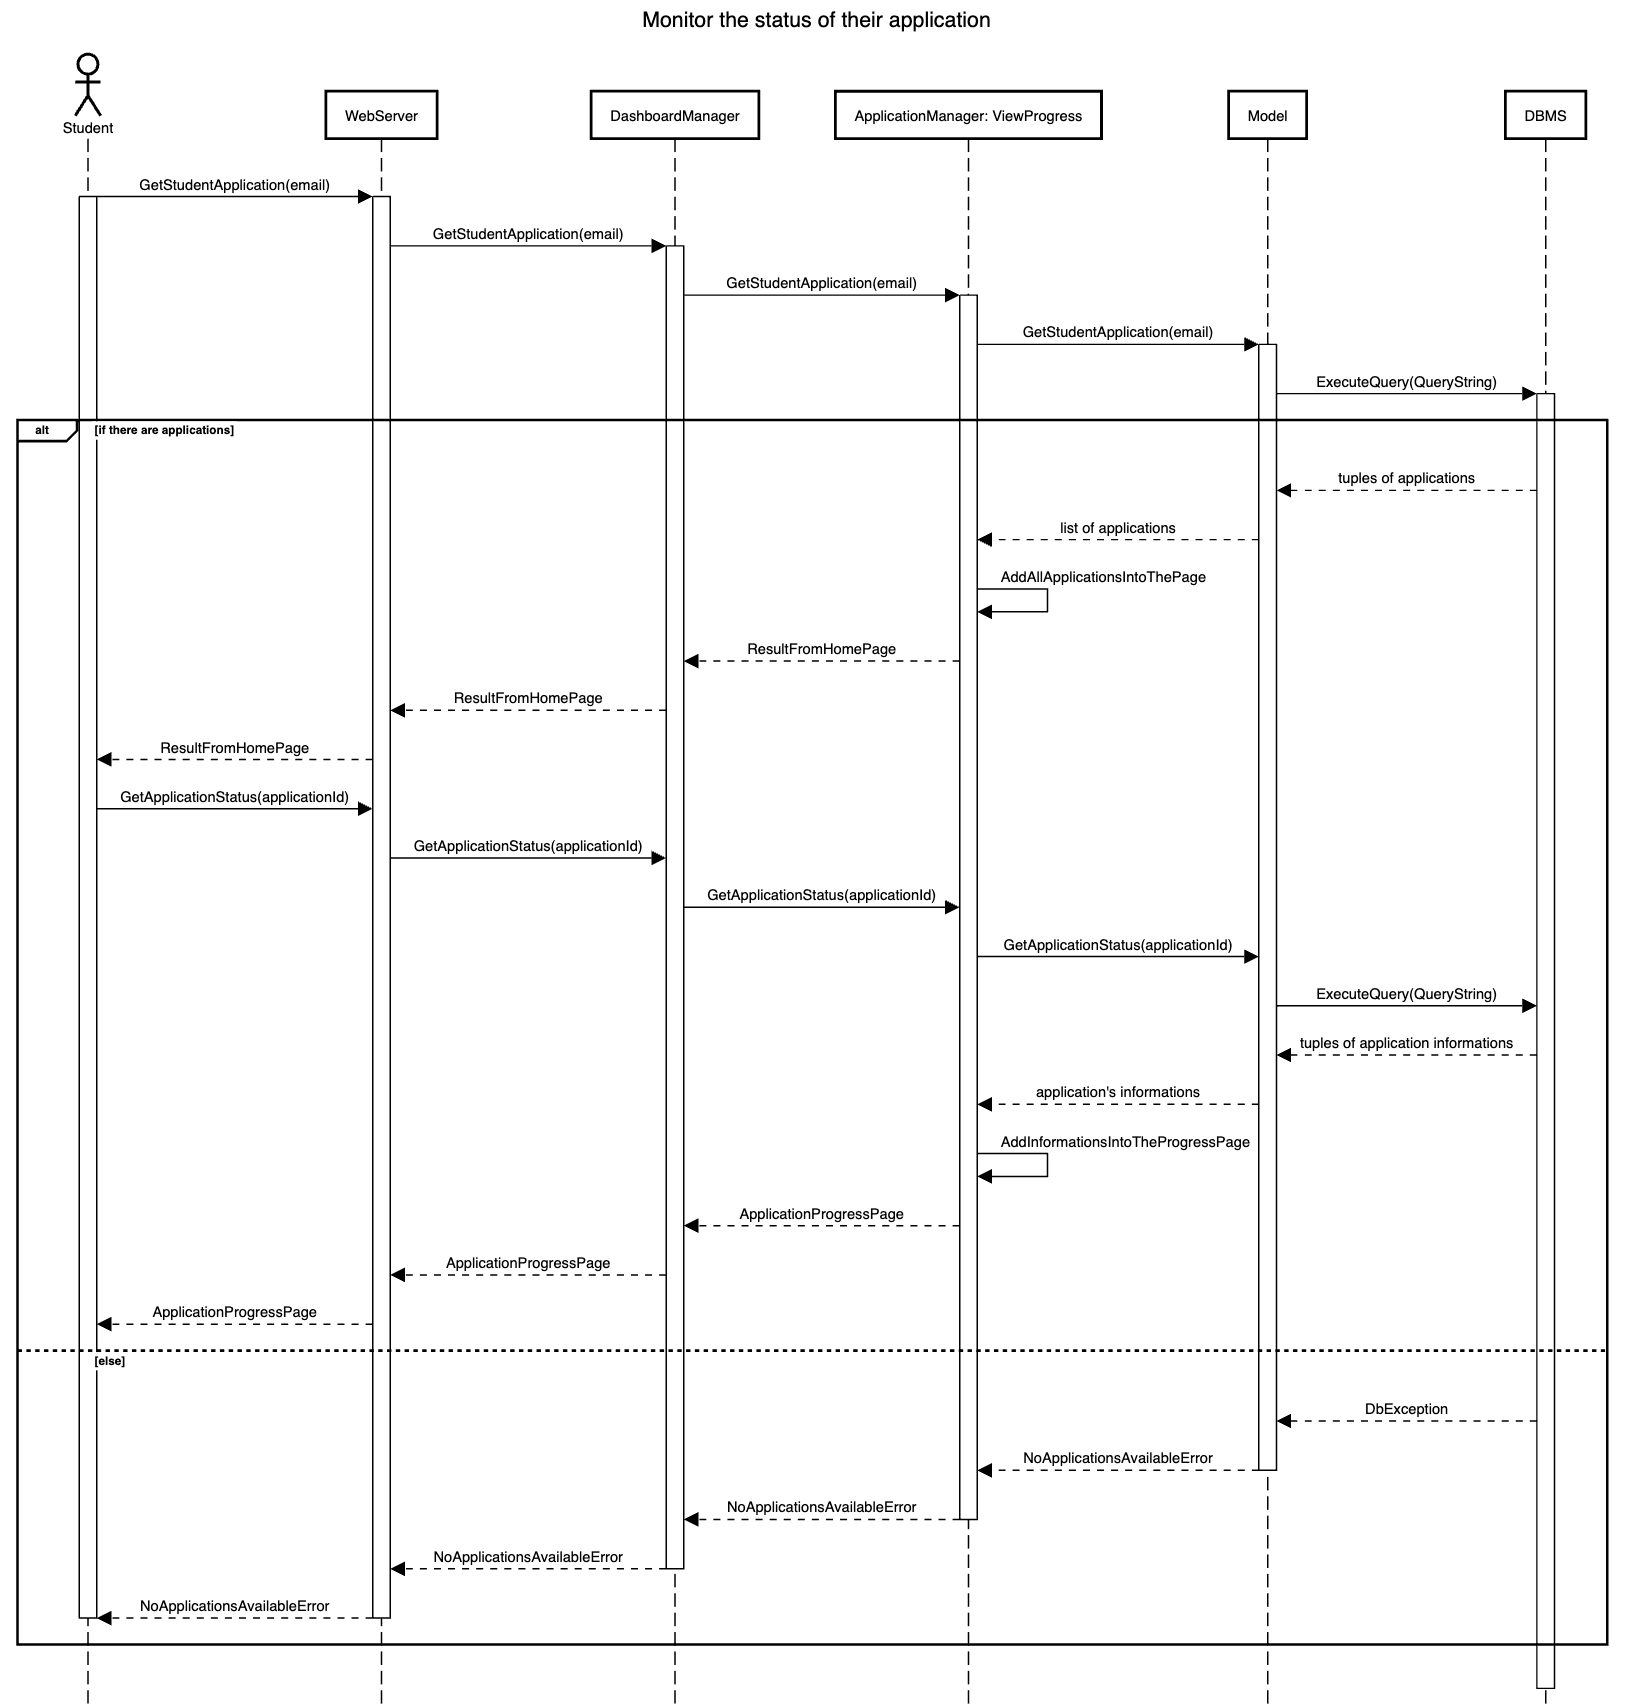 Monitor the status of their application
Student
WebServer
DashboardManager
ApplicationManager: ViewProgress
Model
DBMS
GetStudentApplication(email)
GetStudentApplication(email)
GetStudentApplication(email)
GetStudentApplication(email)
ExecuteQuery(QueryString)
alt
[if there are applications]
tuples of applications
list of applications
AddAllApplicationsIntoThePage
ResultFromHomePage
ResultFromHomePage
ResultFromHomePage
GetApplicationStatus(applicationId)
GetApplicationStatus(applicationId)
GetApplicationStatus(applicationId)
GetApplicationStatus(applicationId)
ExecuteQuery(QueryString)
tuples of application informations
application's informations
AddInformationsIntoTheProgressPage
ApplicationProgressPage
ApplicationProgressPage
ApplicationProgressPage
[else]
DbException
NoApplicationsAvailableError
NoApplicationsAvailableError
NoApplicationsAvailableError
NoApplicationsAvailableError